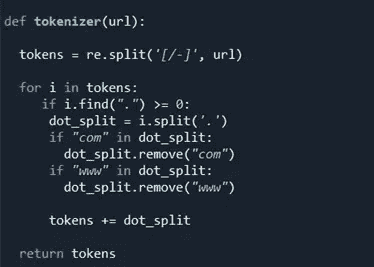 def tokenizer(url):
  tokens = re.split('[/-]', url)
  for i in tokens:
     if i.find(".") >= 0:
      dot_split = i.split('.')
      if "com" in dot_split:
        dot_split.remove("com")
      if "www" in dot_split:
        dot_split.remove("www")
      tokens += dot_split
  return tokens